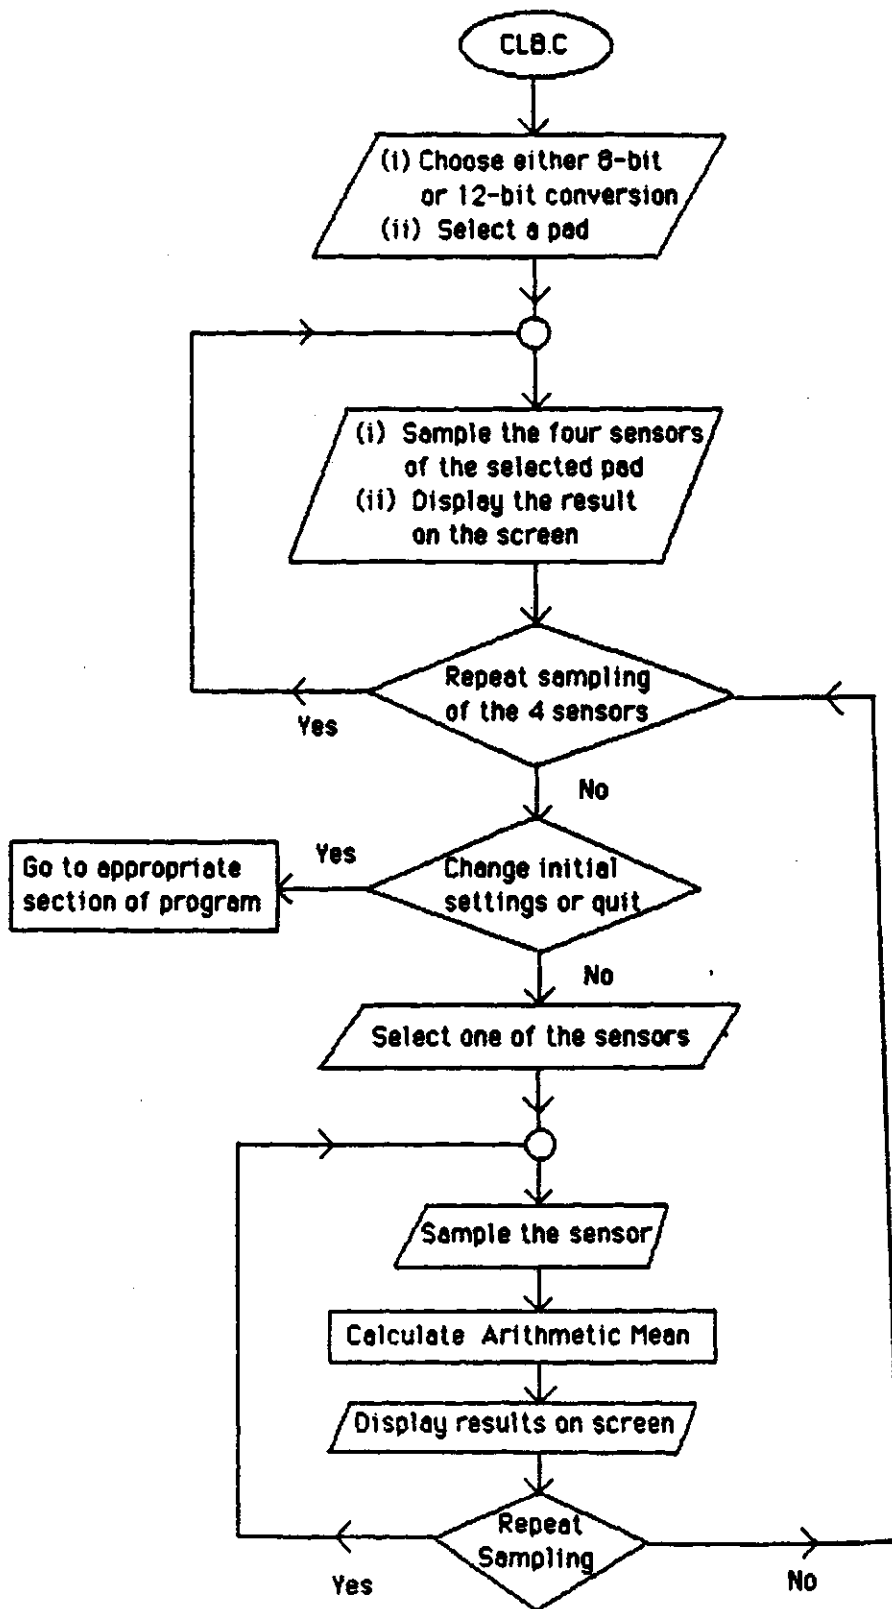 CLB.C
(i) Choose either 8-bit
or 12-bit conversion
(ii) Select a pad
(i) Sample the four sensors
of the selected pad
(ii) Display the result
on the screen
Repeat sampling
of the 4 sensors
Yes
No
Go to appropriate
section of program
Yes
Change initial
settings or quit
No
Select one of the sensors
Sample the sensor
Calculate Arithmetic Mean
Display results on screen
Repeat
Sampling
Yes
No